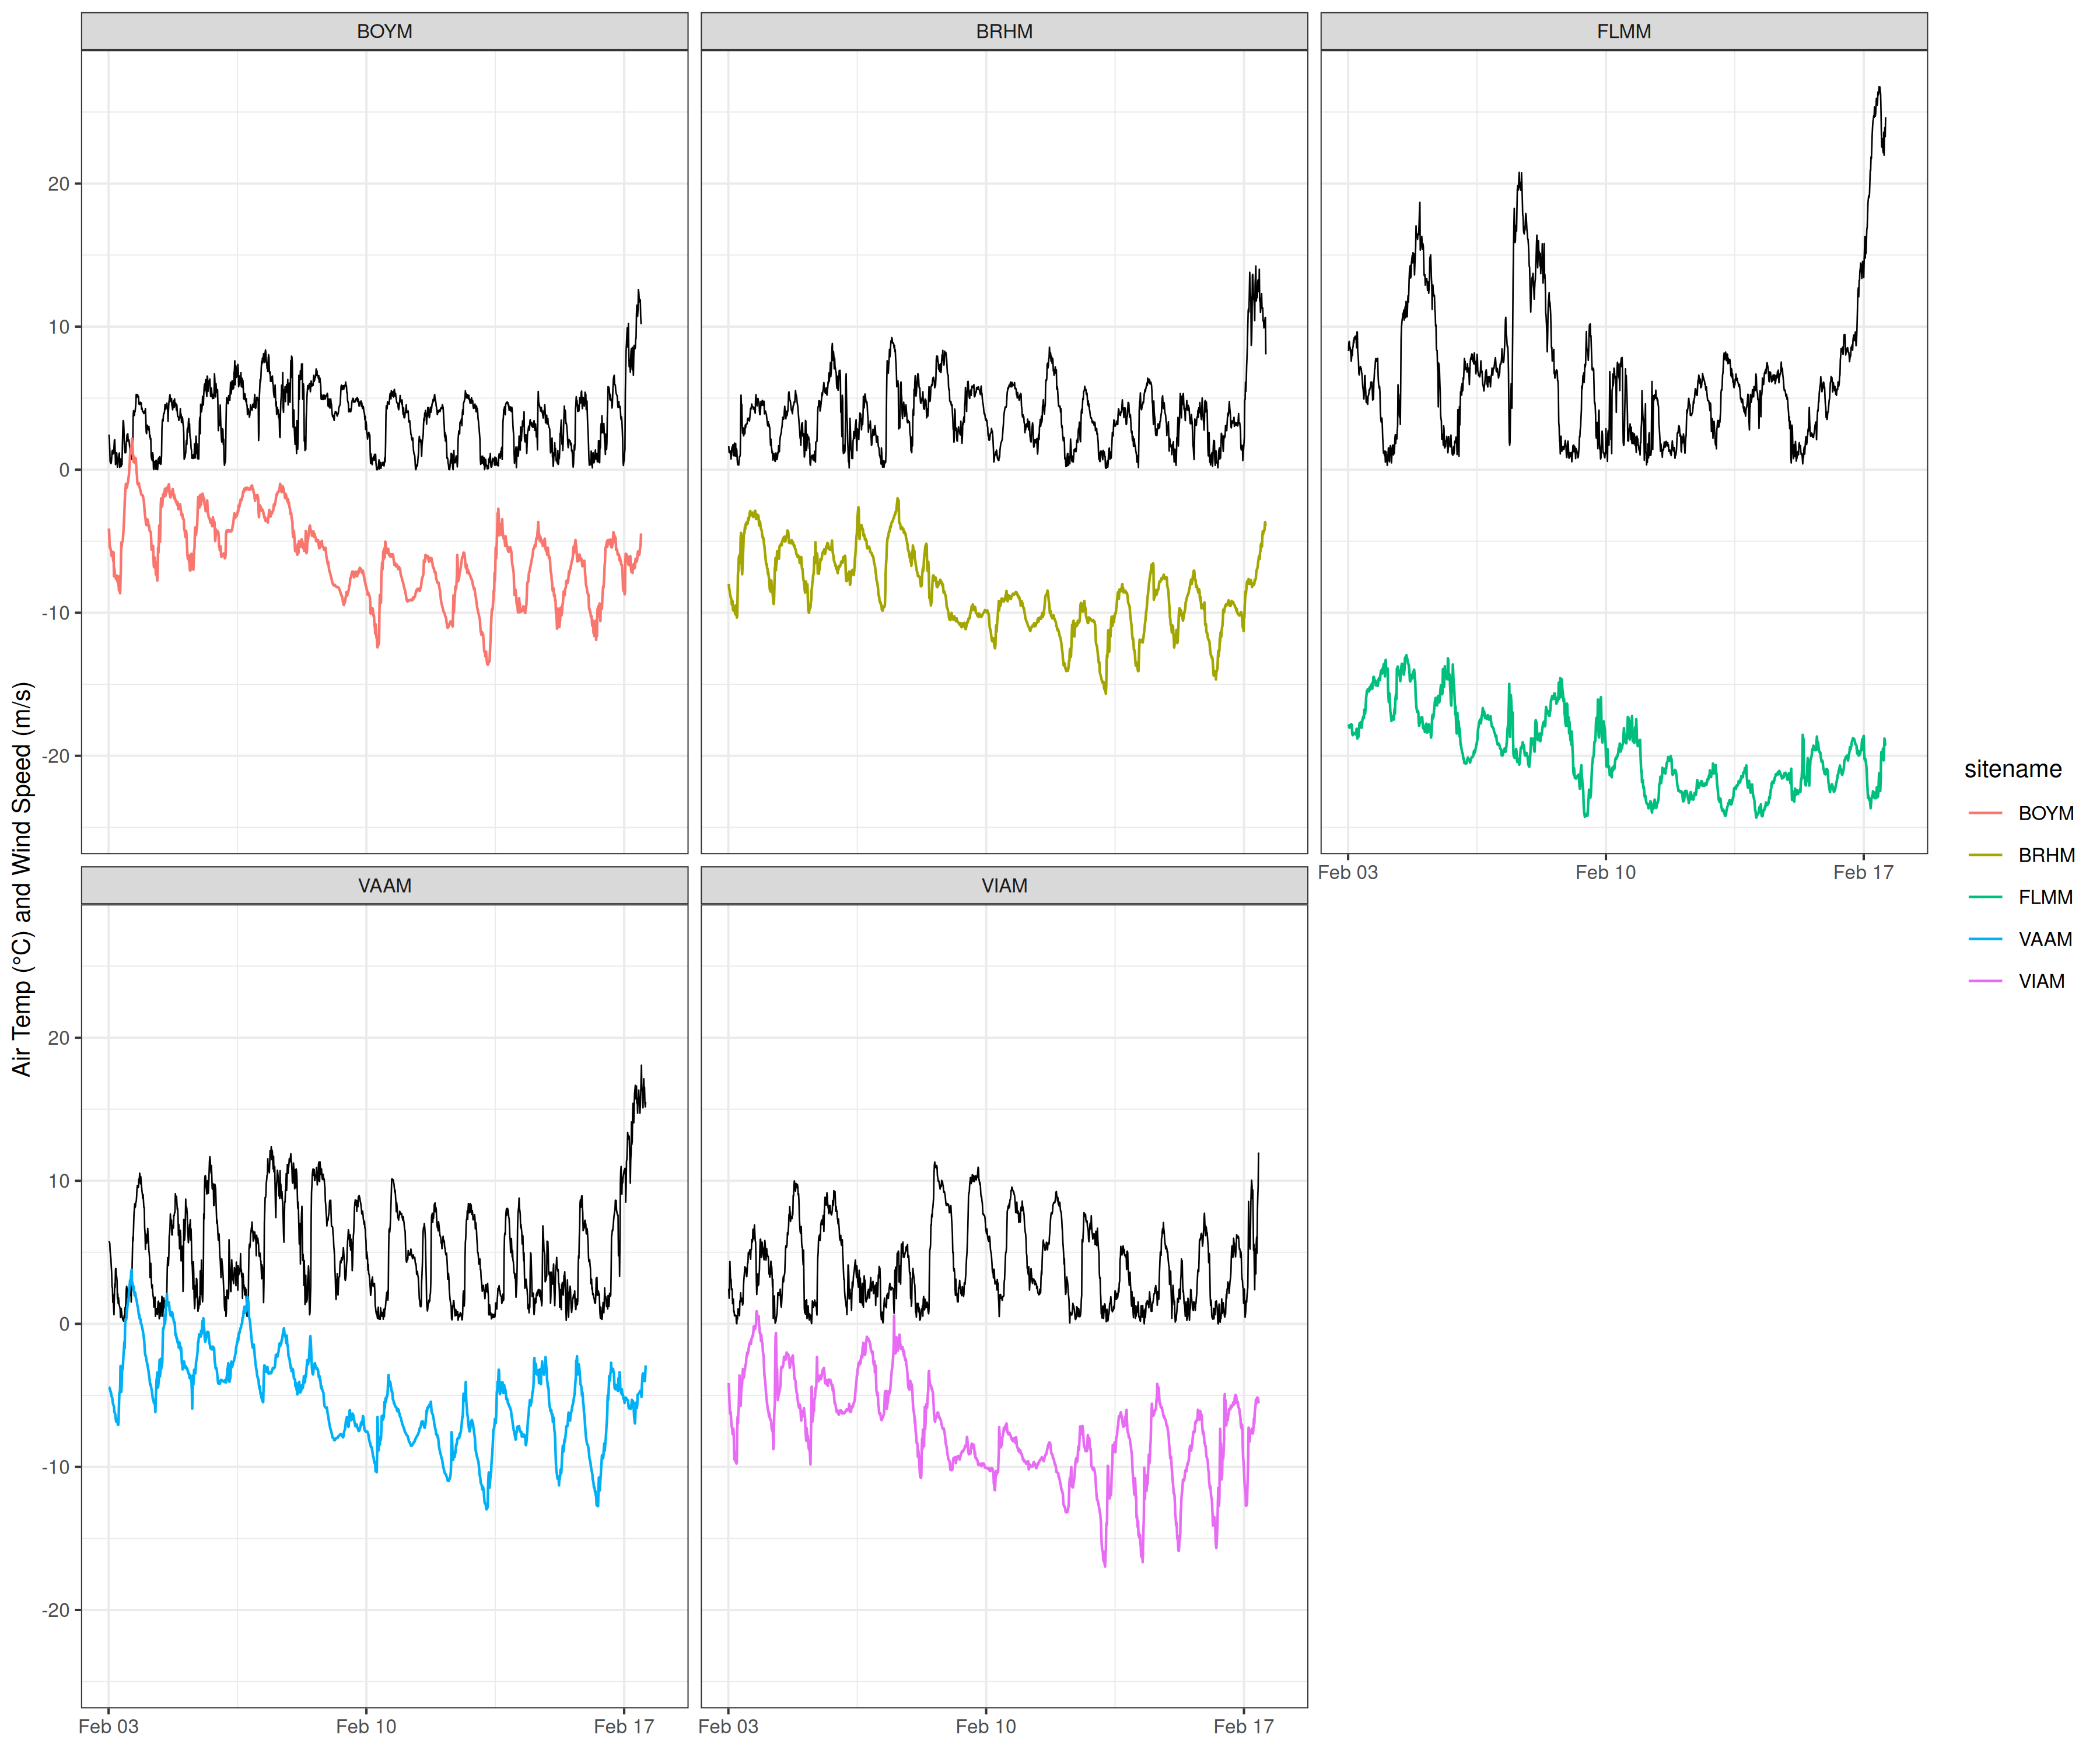 BOYM
BRHM
FLMM
20
10
0
-10
-20
Feb 03
Feb 10
Feb 17
VAAM
VIAM
20
10
0
-10
-20
Feb 03
Feb 10
Feb 17
Feb 03
Feb 10
Feb 17
Air Temp (°C) and Wind Speed (m/s)
sitename
BOYM
BRHM
FLMM
VAAM
VIAM